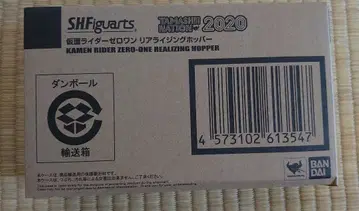 S.H.Figuarts TAMASHII NATION 2020
仮面ライダーゼロワン リアライジングホッパー
KAMEN RIDER ZERO-ONE REALIZING HOPPER
ダンボール
輸送箱
4 573102 613547
BANDAI